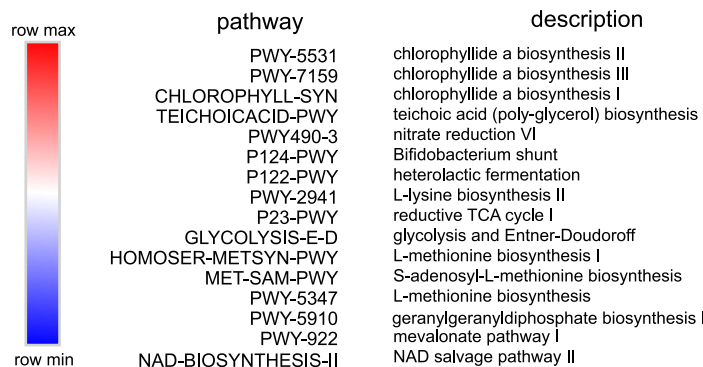 pathway description
row max
PWY-5531 chlorophyllide a biosynthesis II
PWY-7159 chlorophyllide a biosynthesis III
CHLOROPHYLL-SYN chlorophyllide a biosynthesis I
TEICHOICACID-PWY teichoic acid (poly-glycerol) biosynthesis
PWY490-3 nitrate reduction VI
P124-PWY Bifidobacterium shunt
P122-PWY heterolactic fermentation
PWY-2941 L-lysine biosynthesis II
P23-PWY reductive TCA cycle I
GLYCOLYSIS-E-D glycolysis and Entner-Doudoroff
HOMOSER-METSYN-PWY L-methionine biosynthesis I
MET-SAM-PWY S-adenosyl-L-methionine biosynthesis
PWY-5347 L-methionine biosynthesis
PWY-5910 geranylgeranyldiphosphate biosynthesis I
PWY-922 mevalonate pathway I
row min NAD-BIOSYNTHESIS-II NAD salvage pathway II